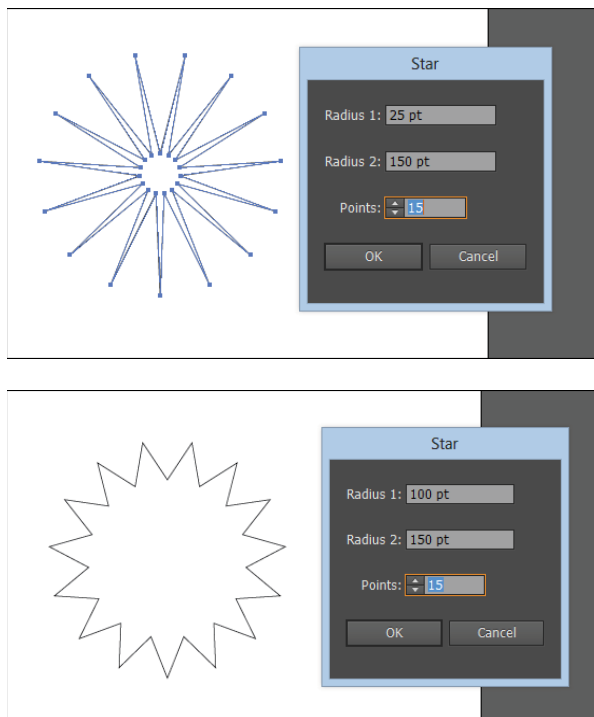 Star
Radius 1: 25 pt
Radius 2: 150 pt
Points: 15
OK Cancel
Star
Radius 1: 100 pt
Radius 2: 150 pt
Points: 15
OK Cancel